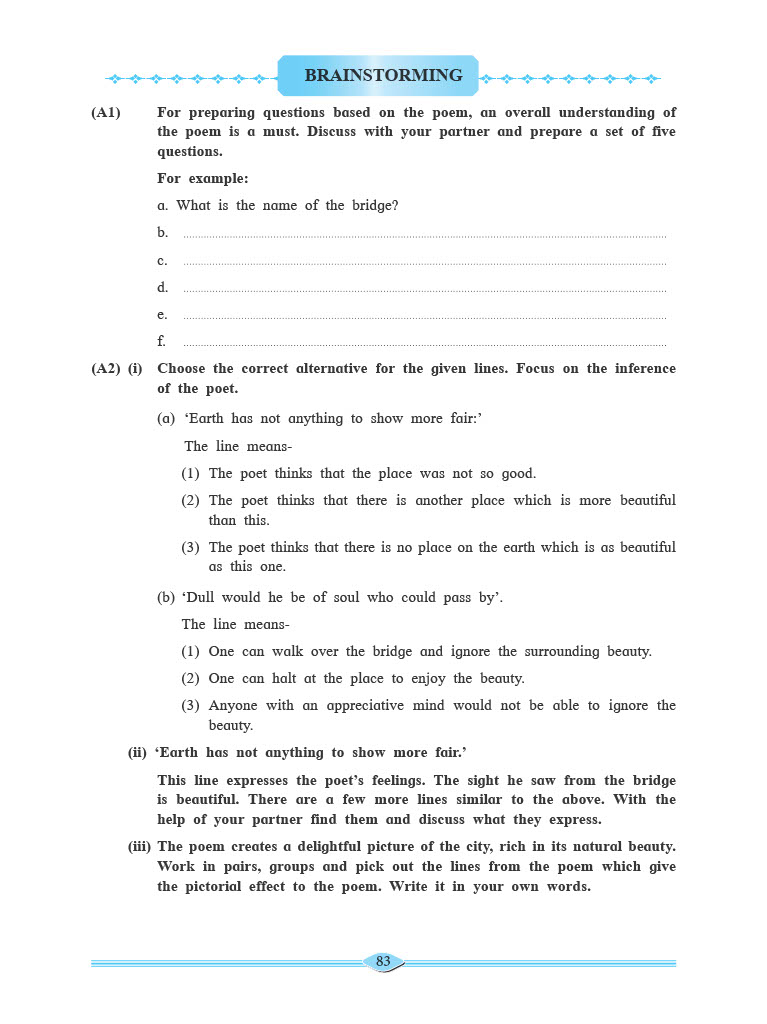 BRAINSTORMING
(A1) For preparing questions based on the poem, an overall understanding of
the poem is a must. Discuss with your partner and prepare a set of five
questions.
For example:
a. What is the name of the bridge?
b.
c.
d.
e.
f.
(A2) (i) Choose the correct alternative for the given lines. Focus on the inference
of the poet.
(a) ‘Earth has not anything to show more fair:’
The line means-
(1) The poet thinks that the place was not so good.
(2) The poet thinks that there is another place which is more beautiful
than this.
(3) The poet thinks that there is no place on the earth which is as beautiful
as this one.
(b) ‘Dull would he be of soul who could pass by’.
The line means-
(1) One can walk over the bridge and ignore the surrounding beauty.
(2) One can halt at the place to enjoy the beauty.
(3) Anyone with an appreciative mind would not be able to ignore the
beauty.
(ii) ‘Earth has not anything to show more fair.’
This line expresses the poet’s feelings. The sight he saw from the bridge
is beautiful. There are a few more lines similar to the above. With the
help of your partner find them and discuss what they express.
(iii) The poem creates a delightful picture of the city, rich in its natural beauty.
Work in pairs, groups and pick out the lines from the poem which give
the pictorial effect to the poem. Write it in your own words.
83